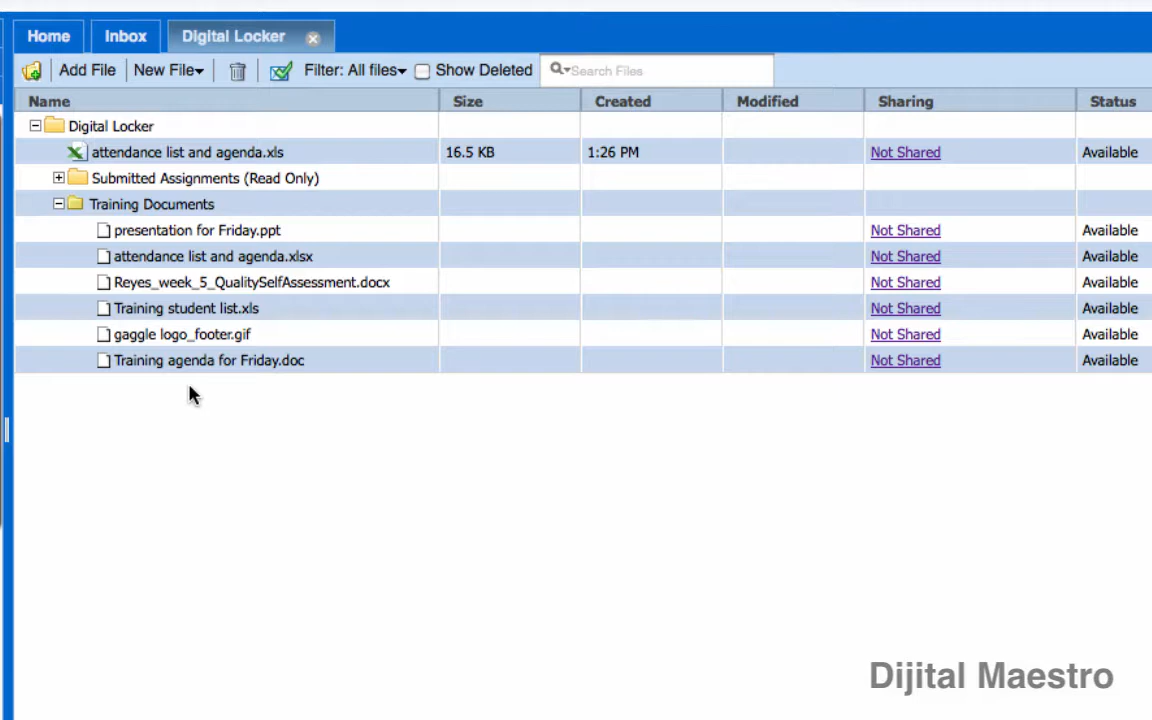 Home Inbox Digital Locker
Add File New File Filter: All files Show Deleted Search Files
Name Size Created Modified Sharing Status
Digital Locker
attendance list and agenda.xls 16.5 KB 1:26 PM Not Shared Available
Submitted Assignments (Read Only)
Training Documents
presentation for Friday.ppt Not Shared Available
attendance list and agenda.xlsx Not Shared Available
Reyes_week_5_QualitySelfAssessment.docx Not Shared Available
Training student list.xls Not Shared Available
gaggle logo_footer.gif Not Shared Available
Training agenda for Friday.doc Not Shared Available
Dijital Maestro